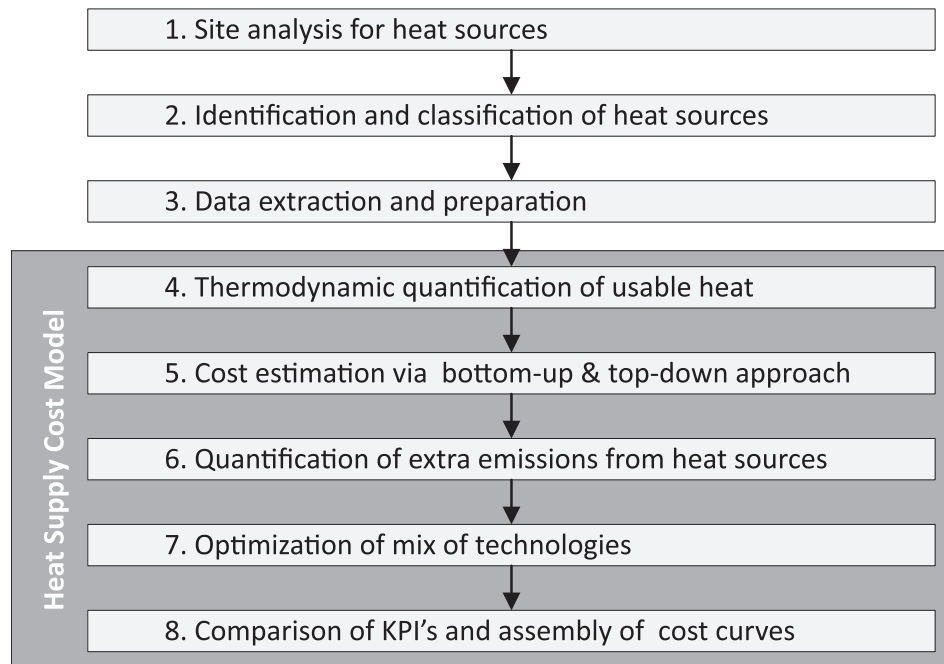 1. Site analysis for heat sources
2. Identification and classification of heat sources
3. Data extraction and preparation
Heat Supply Cost Model
4. Thermodynamic quantification of usable heat
5. Cost estimation via bottom-up & top-down approach
6. Quantification of extra emissions from heat sources
7. Optimization of mix of technologies
8. Comparison of KPI's and assembly of cost curves